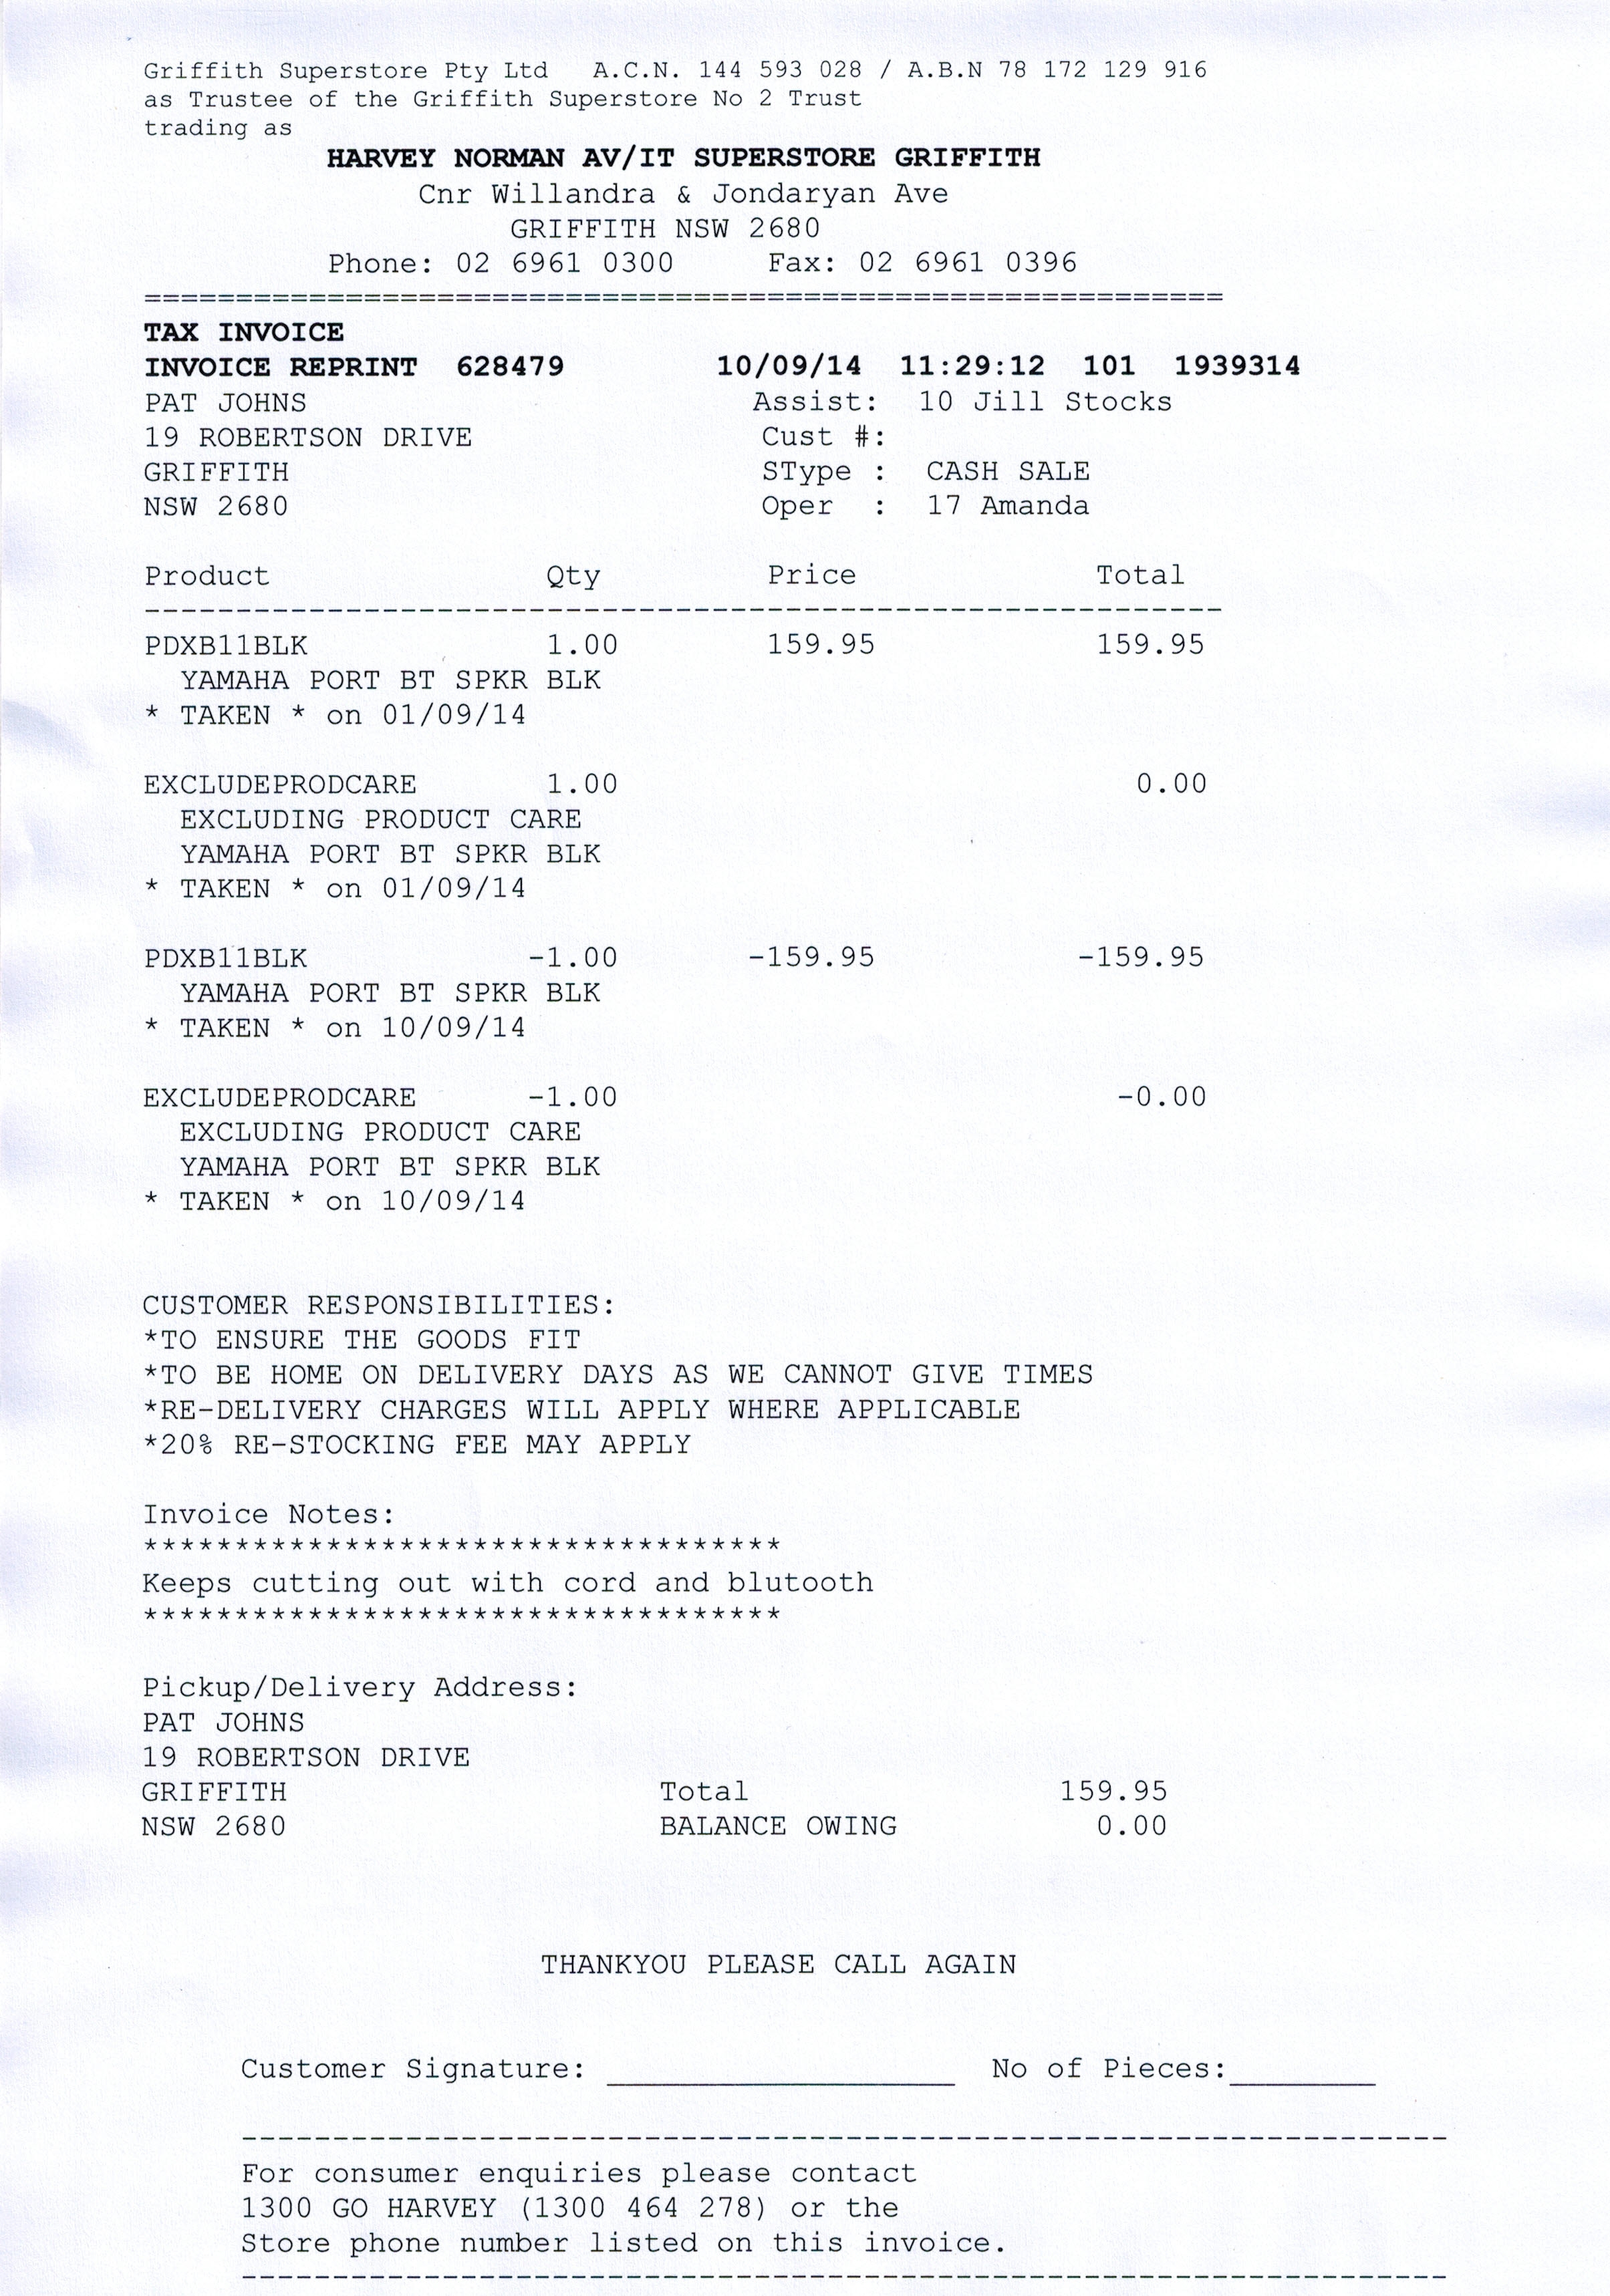 Griffith Superstore Pty Ltd A.C.N. 144 593 028 / A.B.N 78 172 129 916
as Trustee of the Griffith Superstore No 2 Trust
trading as
HARVEY NORMAN AV/IT SUPERSTORE GRIFFITH
Cnr Willandra & Jondaryan Ave
GRIFFITH NSW 2680
Phone: 02 6961 0300 Fax: 02 6961 0396
===========================================================
TAX INVOICE
INVOICE REPRINT 628479 10/09/14 11:29:12 101 1939314
PAT JOHNS Assist: 10 Jill Stocks
19 ROBERTSON DRIVE Cust #:
GRIFFITH SType : CASH SALE
NSW 2680 Oper : 17 Amanda
Product Qty Price Total
-----------------------------------------------------------
PDXB11BLK 1.00 159.95 159.95
YAMAHA PORT BT SPKR BLK
* TAKEN * on 01/09/14
EXCLUDEPRODCARE 1.00 0.00
EXCLUDING PRODUCT CARE
YAMAHA PORT BT SPKR BLK
* TAKEN * on 01/09/14
PDXB11BLK -1.00 -159.95 -159.95
YAMAHA PORT BT SPKR BLK
* TAKEN * on 10/09/14
EXCLUDEPRODCARE -1.00 -0.00
EXCLUDING PRODUCT CARE
YAMAHA PORT BT SPKR BLK
* TAKEN * on 10/09/14
CUSTOMER RESPONSIBILITIES:
*TO ENSURE THE GOODS FIT
*TO BE HOME ON DELIVERY DAYS AS WE CANNOT GIVE TIMES
*RE-DELIVERY CHARGES WILL APPLY WHERE APPLICABLE
*20% RE-STOCKING FEE MAY APPLY
Invoice Notes:
***********************************
Keeps cutting out with cord and blutooth
***********************************
Pickup/Delivery Address:
PAT JOHNS
19 ROBERTSON DRIVE
GRIFFITH Total 159.95
NSW 2680 BALANCE OWING 0.00
THANKYOU PLEASE CALL AGAIN
Customer Signature: ___________________ No of Pieces:________
------------------------------------------------------------------
For consumer enquiries please contact
1300 GO HARVEY (1300 464 278) or the
Store phone number listed on this invoice.
------------------------------------------------------------------